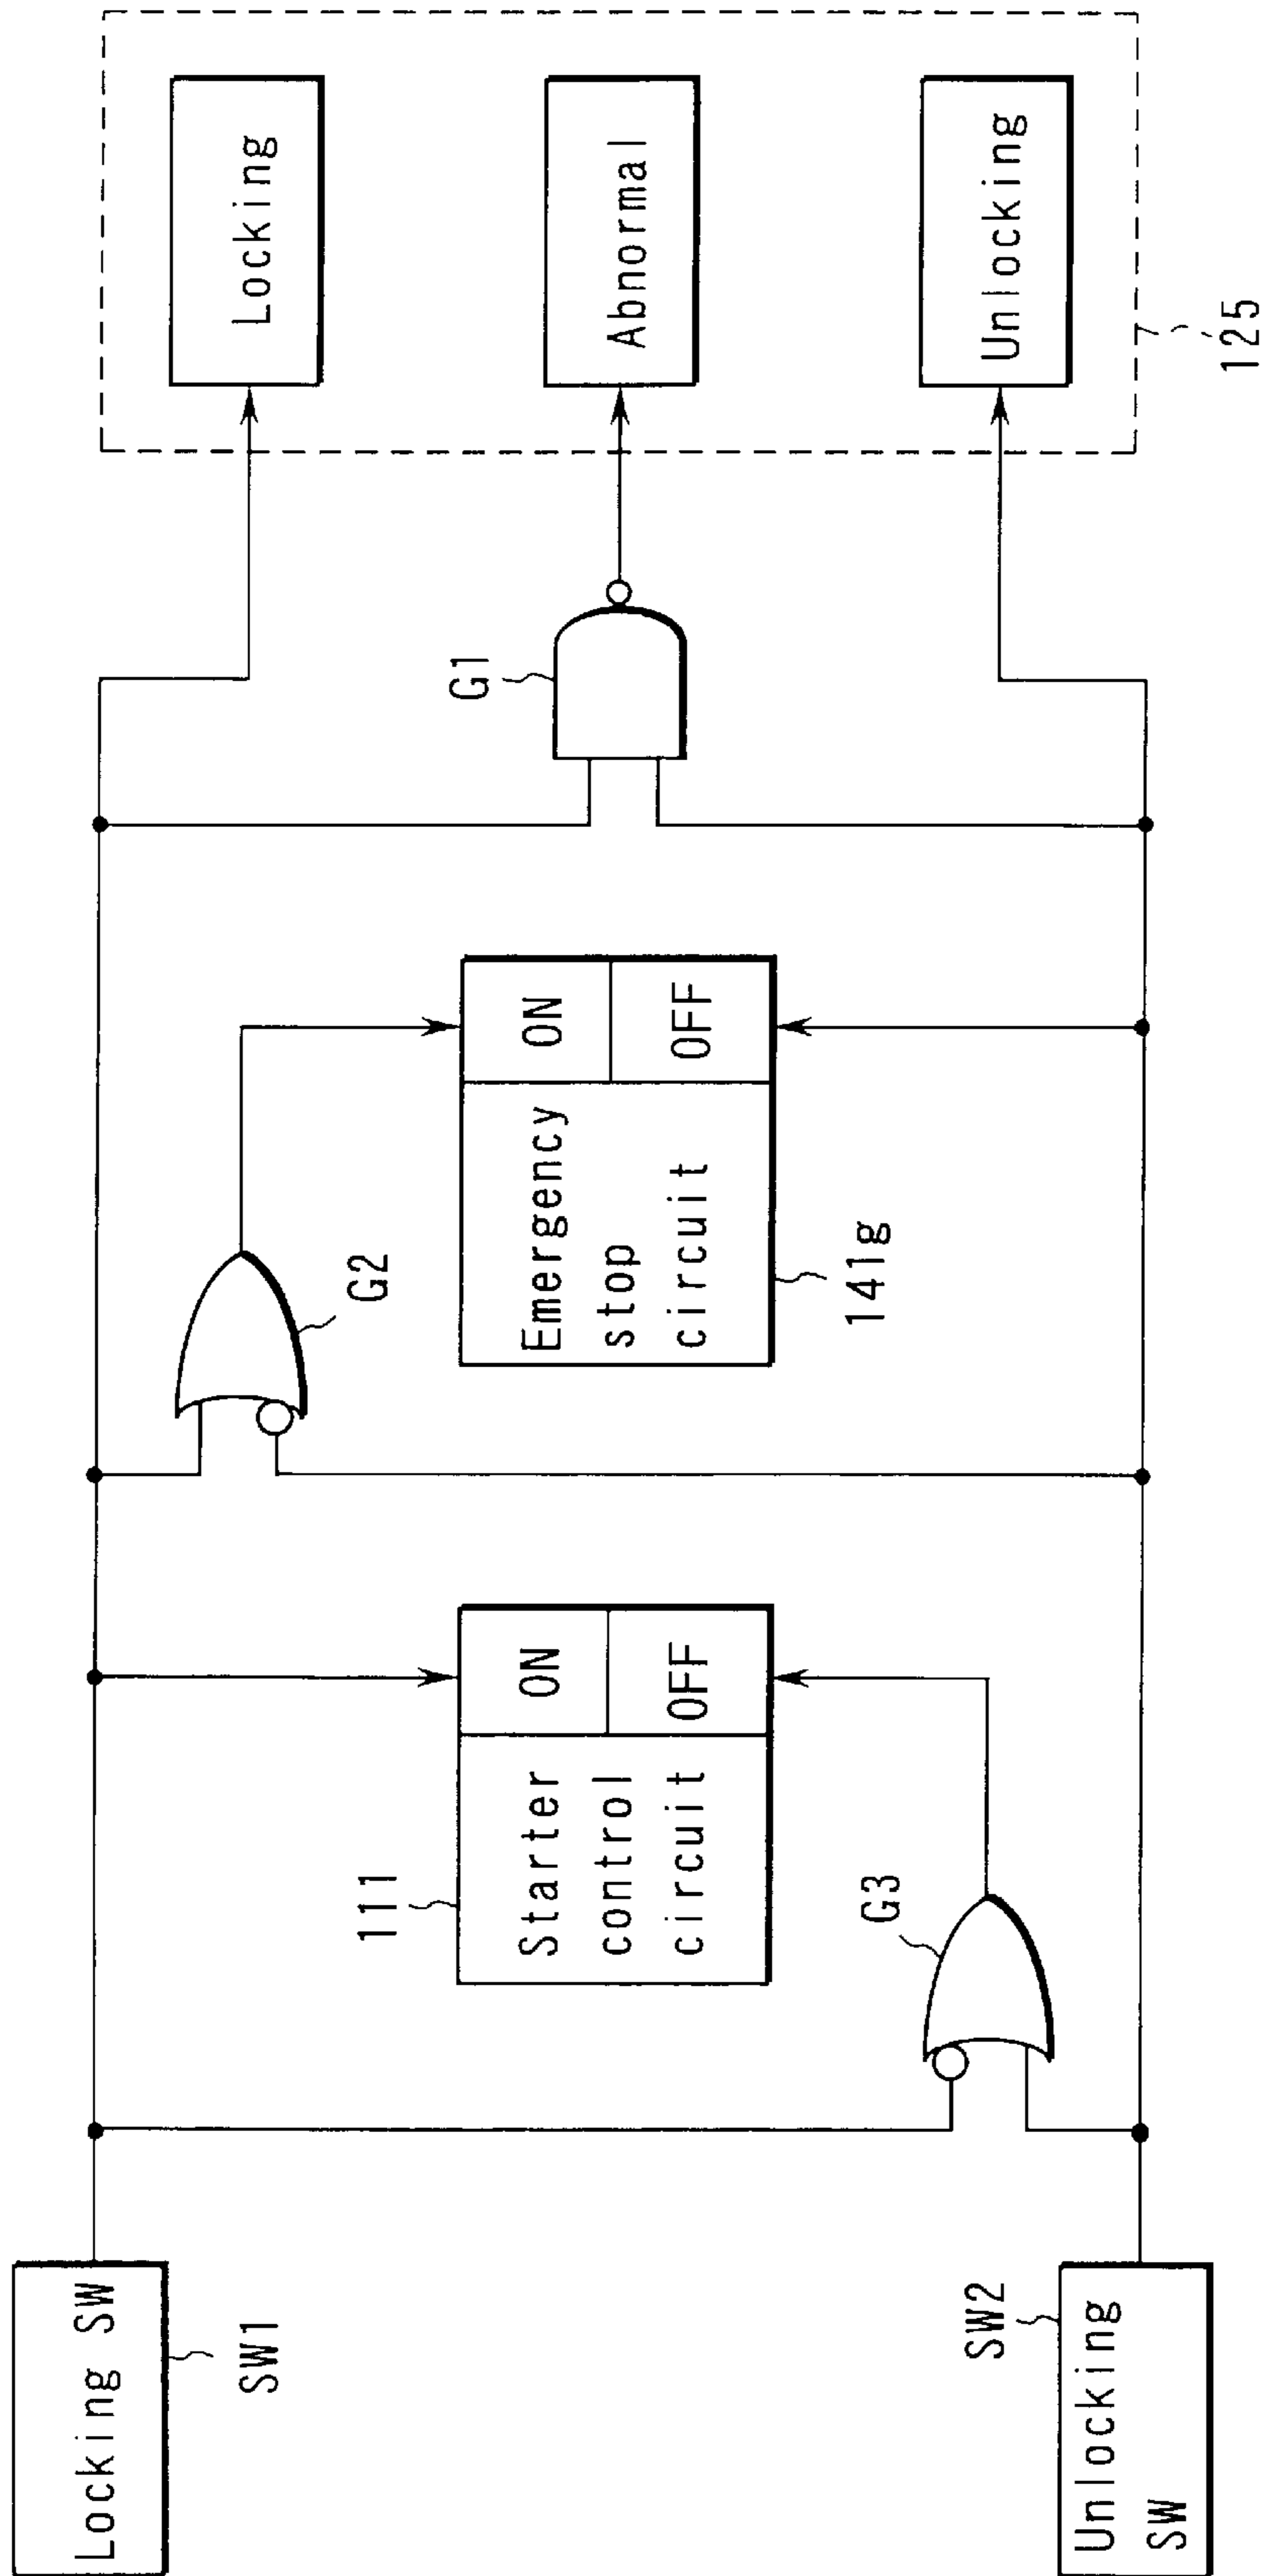 Locking SW
SW1
Unlocking
SW
SW2
G3
111
Starter
control
circuit
ON
OFF
G2
Emergency
stop
circuit
ON
OFF
141g
G1
Locking
Abnormal
Unlocking
125